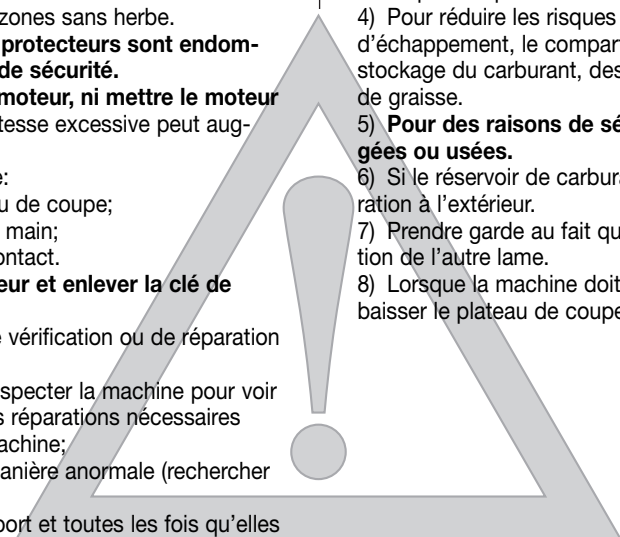 zones sans herbe.
protecteurs sont endom-
de sécurité.
moteur, ni mettre le moteur
tesse excessive peut aug-
e:
u de coupe;
main;
ontact.
eur et enlever la clé de
vérification ou de réparation
specter la machine pour voir
s réparations nécessaires
achine;
anière anormale (rechercher
port et toutes les fois qu'elles
4) Pour réduire les risques
d'échappement, le compar
stockage du carburant, des
de graisse.
5) Pour des raisons de sé
gées ou usées.
6) Si le réservoir de carbura
ration à l'extérieur.
7) Prendre garde au fait qu
tion de l'autre lame.
8) Lorsque la machine doit
baisser le plateau de coupe